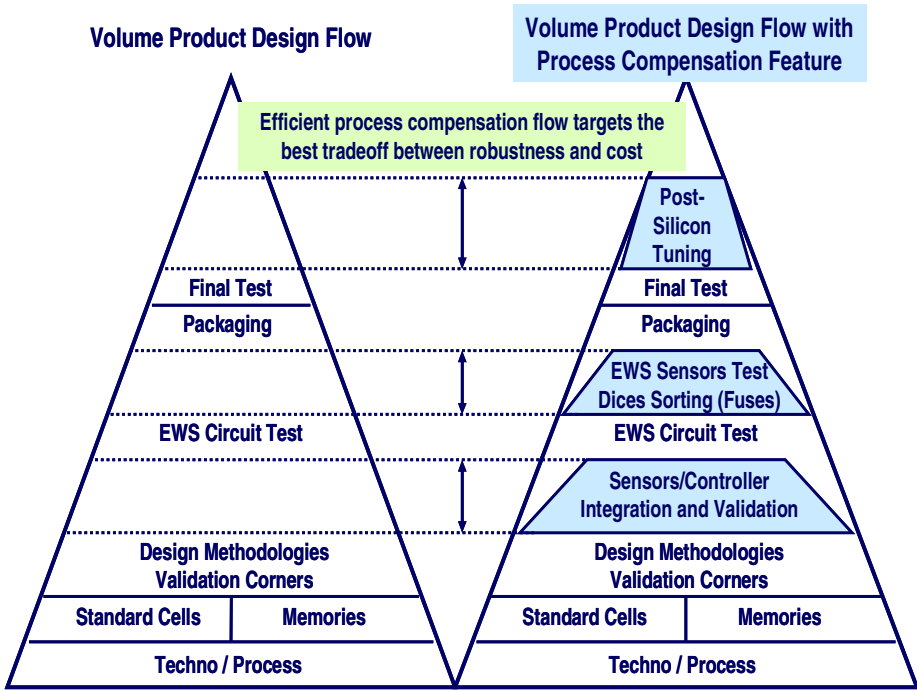 Volume Product Design Flow
Volume Product Design Flow with
Process Compensation Feature
Efficient process compensation flow targets the
best tradeoff between robustness and cost
Final Test
Packaging
EWS Circuit Test
Design Methodologies
Validation Corners
Standard Cells
Memories
Techno / Process
Post-
Silicon
Tuning
Final Test
Packaging
EWS Sensors Test
Dices Sorting (Fuses)
EWS Circuit Test
Sensors/Controller
Integration and Validation
Design Methodologies
Validation Corners
Standard Cells
Memories
Techno / Process